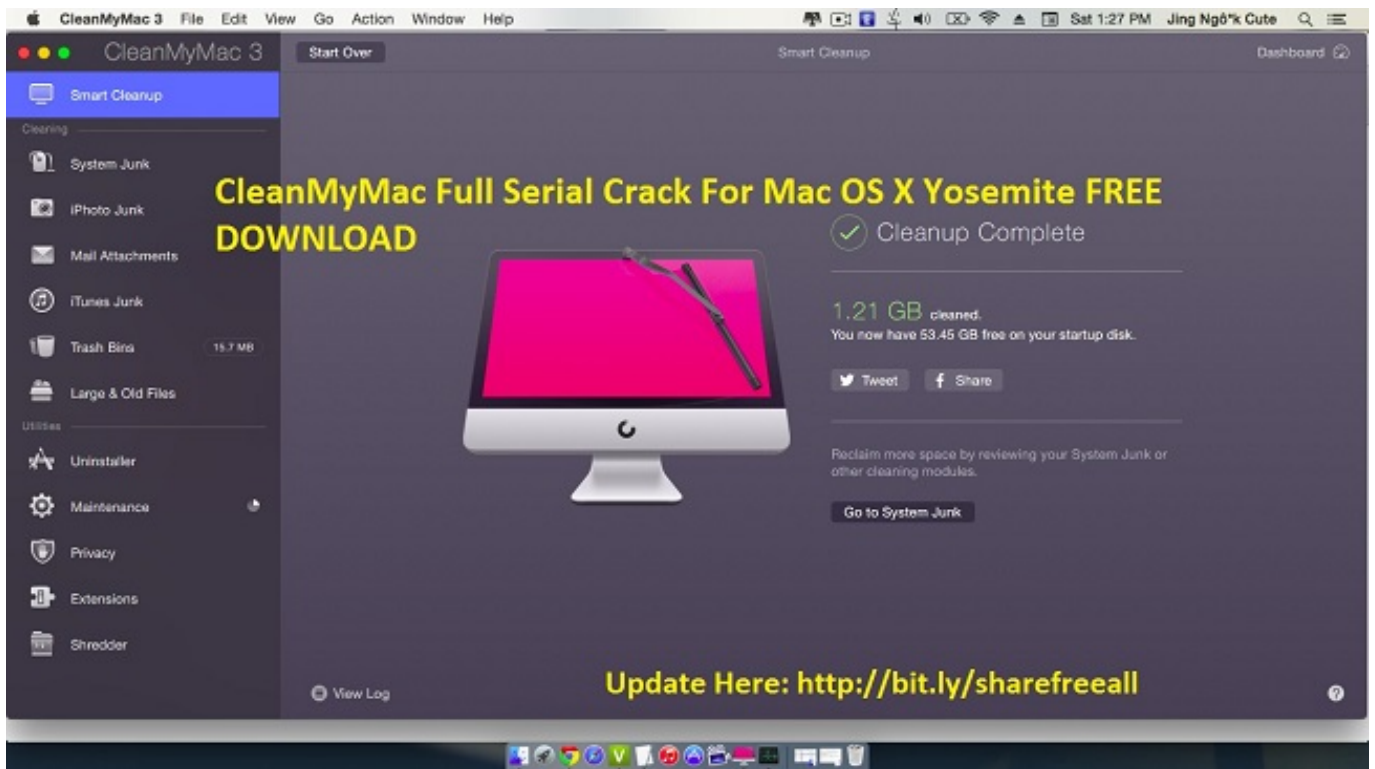 CleanMyMac 3 File Edit View Go Action Window Help Sat 1:27 PM Jing Ngô*k Cute
CleanMyMac 3 Start Over Smart Cleanup Dashboard
Smart Cleanup
Cleaning
System Junk
iPhoto Junk
Mail Attachments
iTunes Junk
Trash Bins 15.7 MB
Large & Old Files
Utilities
Uninstaller
Maintenance
Privacy
Extensions
Shredder
CleanMyMac Full Serial Crack For Mac OS X Yosemite FREE
DOWNLOAD
Cleanup Complete
1.21 GB cleaned.
You now have 53.45 GB free on your startup disk.
Tweet Share
Reclaim more space by reviewing your System Junk or
other cleaning modules.
Go to System Junk
View Log
Update Here: http://bit.ly/sharefreeall